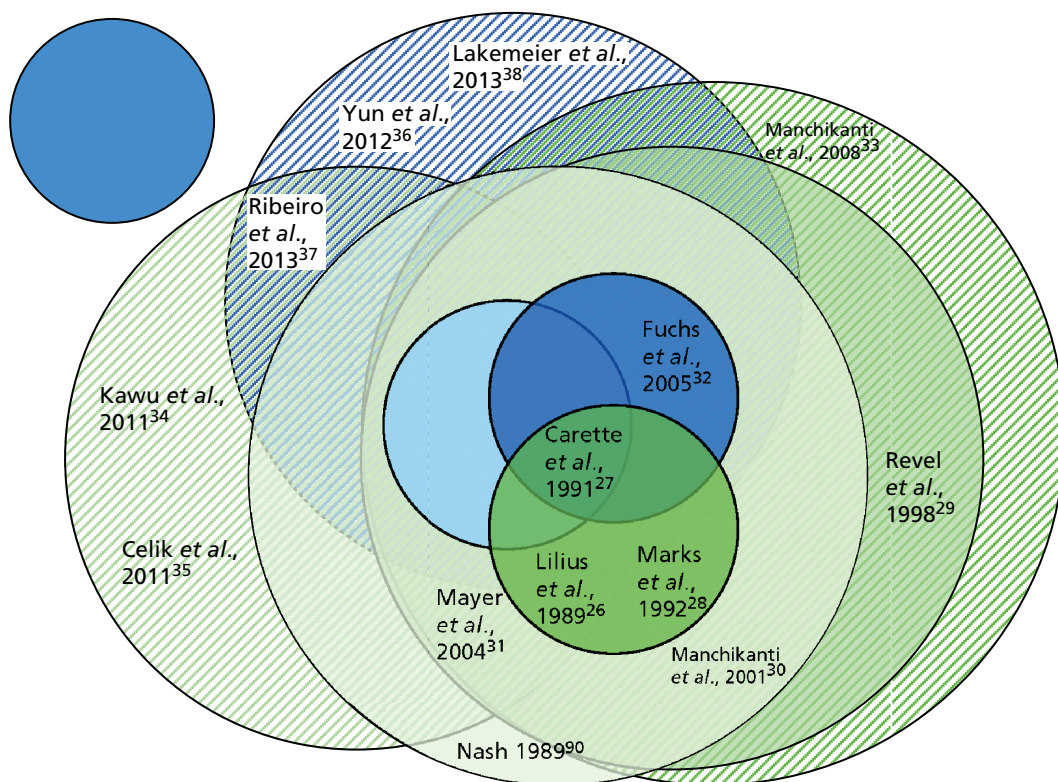 Lakemeier et al.,
2013³⁸
Yun et al.,
2012³⁶
Manchikanti
et al., 2008³³
Ribeiro
et al.,
2013³⁷
Fuchs
et al.,
2005³²
Kawu et al.,
2011³⁴
Carette
et al.,
1991²⁷
Revel
et al.,
1998²⁹
Celik et al.,
2011³⁵
Lilius
et al.,
1989²⁶
Marks
et al.,
1992²⁸
Mayer
et al.,
2004³¹
Manchikanti
et al., 2001³⁰
Nash 1989⁹⁰